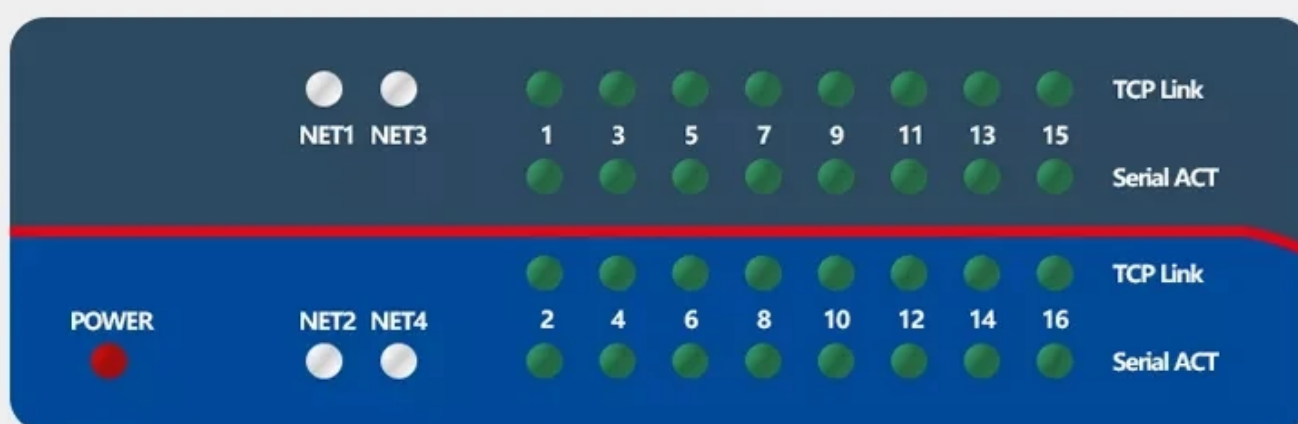 TCP Link
NET1 NET3 1 3 5 7 9 11 13 15
Serial ACT
TCP Link
POWER NET2 NET4 2 4 6 8 10 12 14 16
Serial ACT